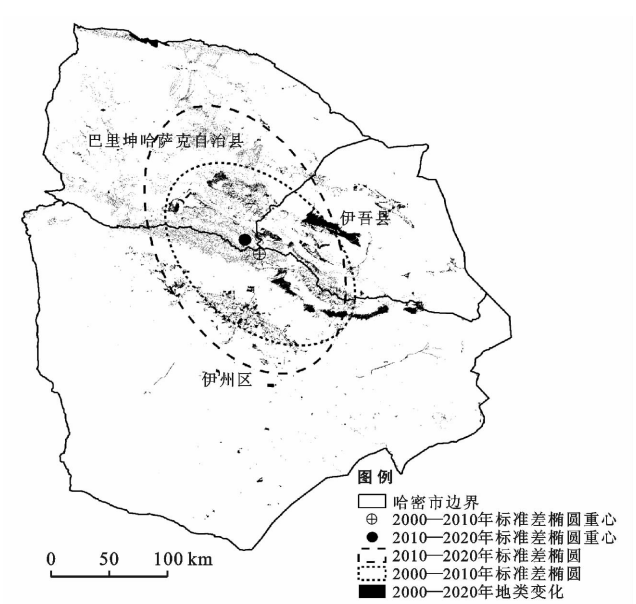 巴里坤哈萨克自治县
伊吾县
伊州区
图例
哈密市边界
2000—2010年标准差椭圆重心
2010—2020年标准差椭圆重心
2010—2020年标准差椭圆
2000—2010年标准差椭圆
2000—2020年地类变化
0 50 100 km